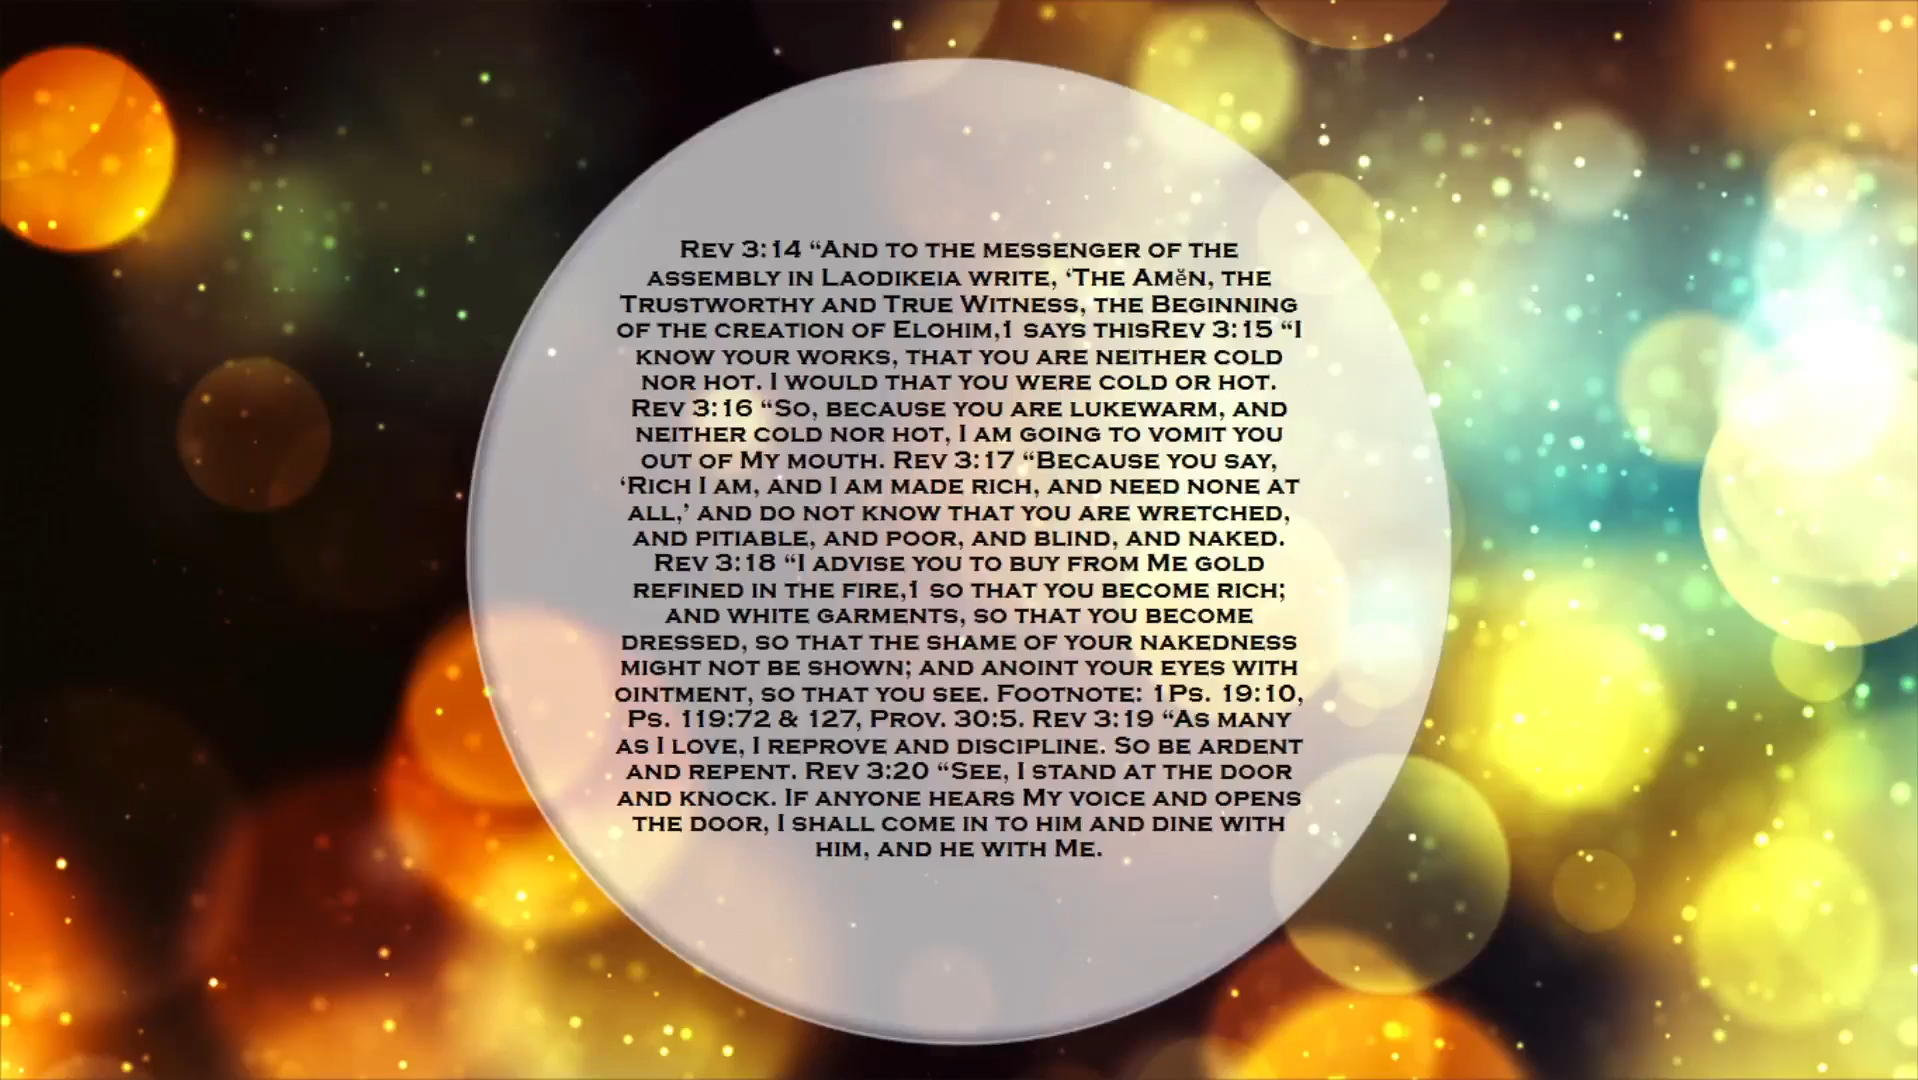 Rev 3:14 “And to the messenger of the
assembly in Laodikeia write, ‘The Amĕn, the
Trustworthy and True Witness, the Beginning
of the creation of Elohim,1 says thisRev 3:15 “I
know your works, that you are neither cold
nor hot. I would that you were cold or hot.
Rev 3:16 “So, because you are lukewarm, and
neither cold nor hot, I am going to vomit you
out of My mouth. Rev 3:17 “Because you say,
‘Rich I am, and I am made rich, and need none at
all,’ and do not know that you are wretched,
and pitiable, and poor, and blind, and naked.
Rev 3:18 “I advise you to buy from Me gold
refined in the fire,1 so that you become rich;
and white garments, so that you become
dressed, so that the shame of your nakedness
might not be shown; and anoint your eyes with
ointment, so that you see. Footnote: 1Ps. 19:10,
Ps. 119:72 & 127, Prov. 30:5. Rev 3:19 “As many
as I love, I reprove and discipline. So be ardent
and repent. Rev 3:20 “See, I stand at the door
and knock. If anyone hears My voice and opens
the door, I shall come in to him and dine with
him, and he with Me.